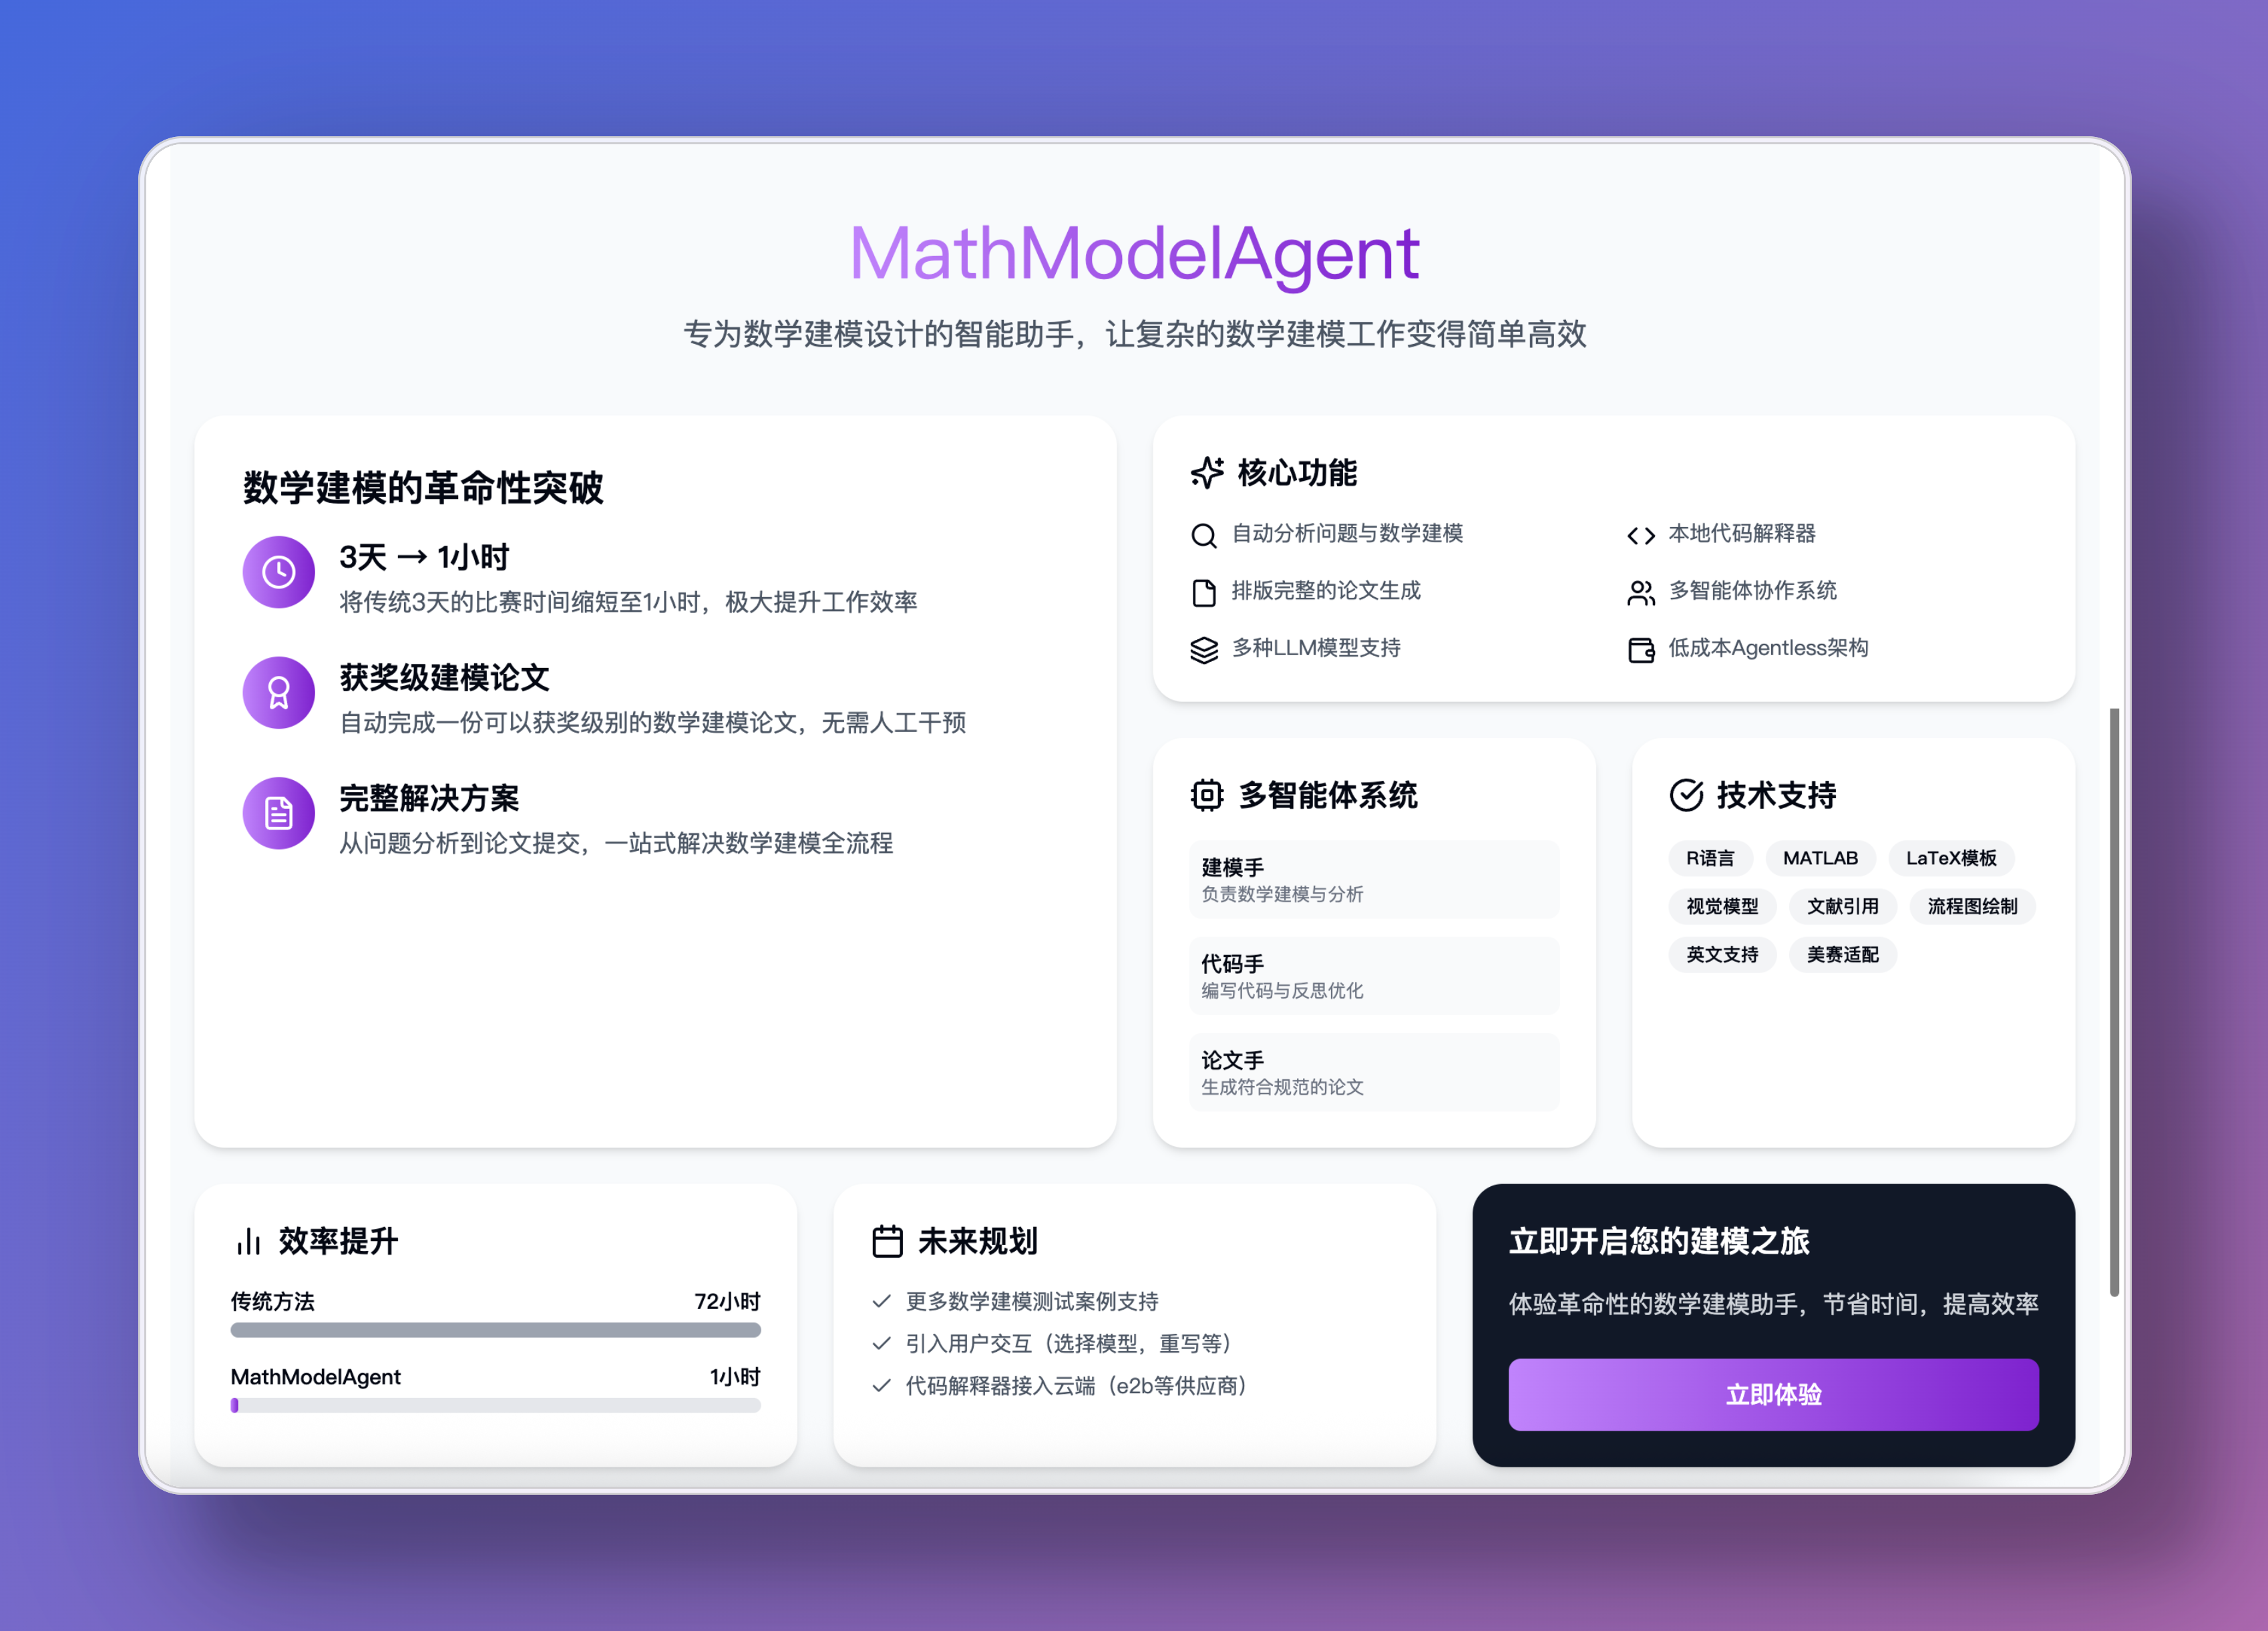 MathModelAgent
专为数学建模设计的智能助手，让复杂的数学建模工作变得简单高效
数学建模的革命性突破
3天 → 1小时
将传统3天的比赛时间缩短至1小时，极大提升工作效率
获奖级建模论文
自动完成一份可以获奖级别的数学建模论文，无需人工干预
完整解决方案
从问题分析到论文提交，一站式解决数学建模全流程
核心功能
自动分析问题与数学建模
本地代码解释器
排版完整的论文生成
多智能体协作系统
多种LLM模型支持
低成本Agentless架构
多智能体系统
建模手
负责数学建模与分析
代码手
编写代码与反思优化
论文手
生成符合规范的论文
技术支持
R语言 MATLAB LaTeX模板
视觉模型 文献引用 流程图绘制
英文支持 美赛适配
效率提升
传统方法 72小时
MathModelAgent 1小时
未来规划
更多数学建模测试案例支持
引入用户交互（选择模型，重写等）
代码解释器接入云端（e2b等供应商）
立即开启您的建模之旅
体验革命性的数学建模助手，节省时间，提高效率
立即体验